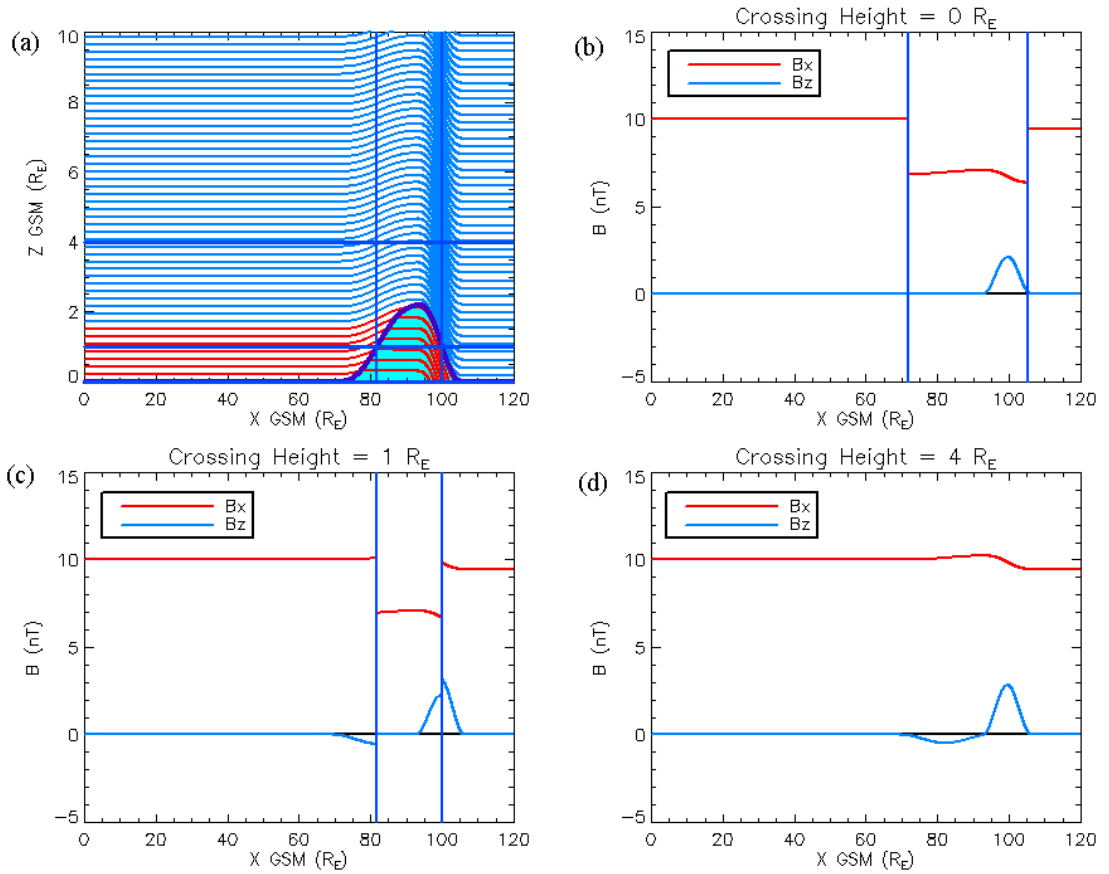 (a)
10
8
6
4
2
0
Z GSM (RE)
0 20 40 60 80 100 120
X GSM (RE)
(b)
Crossing Height = 0 RE
Bx
Bz
15
10
5
0
−5
B (nT)
0 20 40 60 80 100 120
X GSM (RE)
(c)
Crossing Height = 1 RE
Bx
Bz
15
10
5
0
−5
B (nT)
0 20 40 60 80 100 120
X GSM (RE)
(d)
Crossing Height = 4 RE
Bx
Bz
15
10
5
0
−5
B (nT)
0 20 40 60 80 100 120
X GSM (RE)